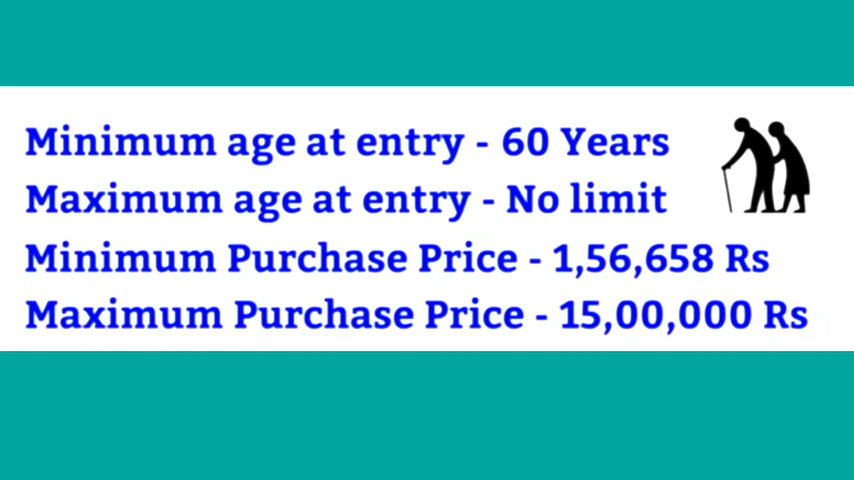 Minimum age at entry - 60 Years
Maximum age at entry - No limit
Minimum Purchase Price - 1,56,658 Rs
Maximum Purchase Price - 15,00,000 Rs